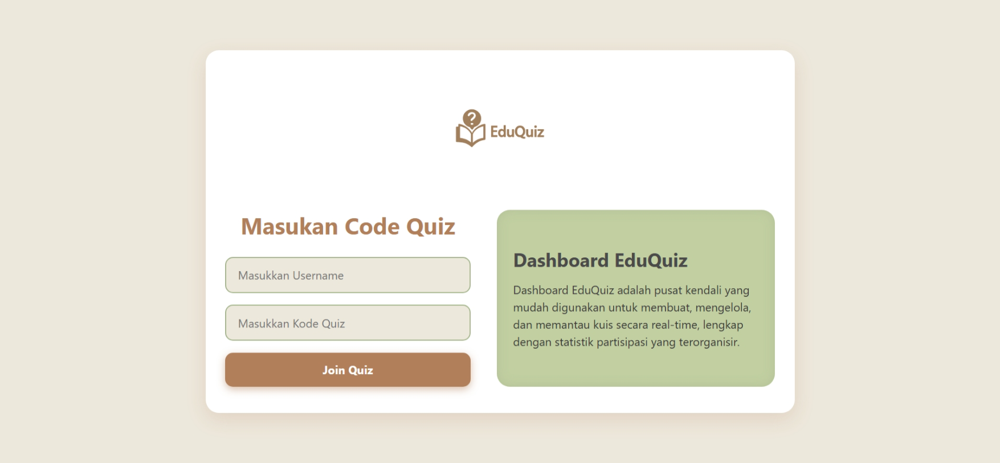 EduQuiz
Masukan Code Quiz
Masukkan Username
Masukkan Kode Quiz
Join Quiz
Dashboard EduQuiz
Dashboard EduQuiz adalah pusat kendali yang
mudah digunakan untuk membuat, mengelola,
dan memantau kuis secara real-time, lengkap
dengan statistik partisipasi yang terorganisir.